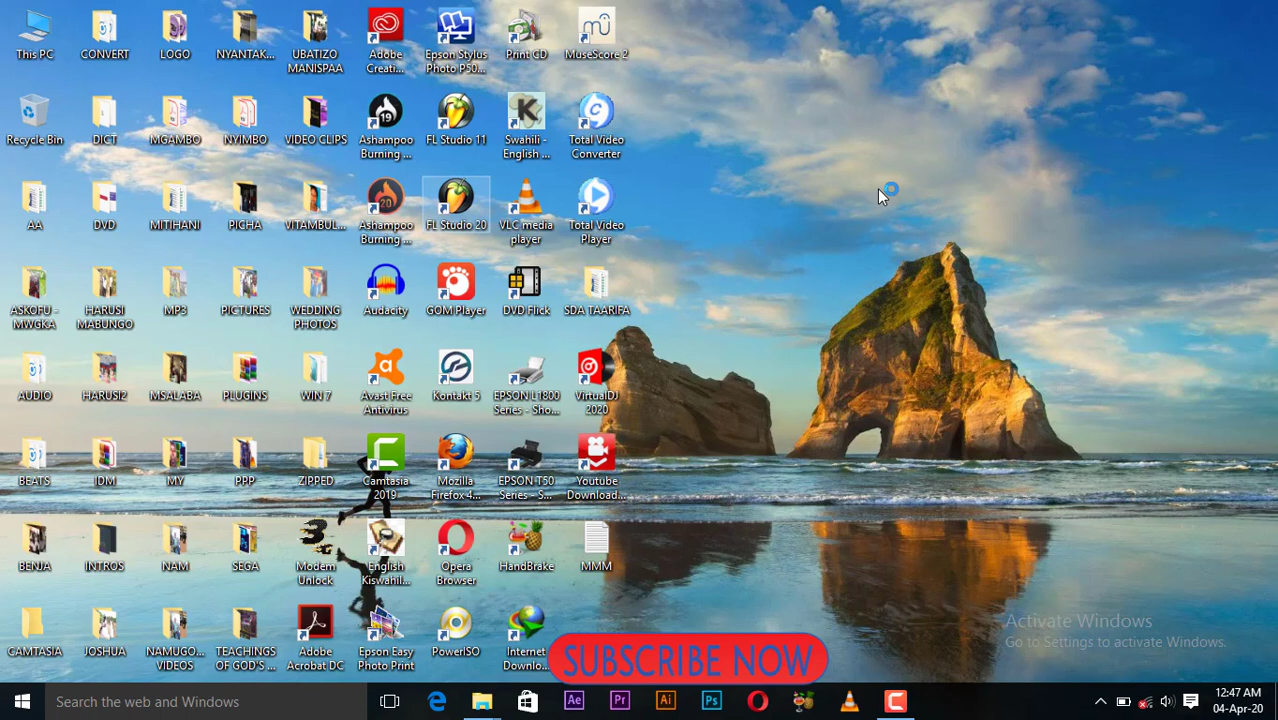 This PC
CONVERT
LOGO
NYANTAK...
UBATIZO
MANISPAA
Adobe
Creati...
Epson Stylus
Photo P50...
Print CD
MuseScore 2
Recycle Bin
DICT
MGAMBO
NYIMBO
VIDEO CLIPS
Ashampoo
Burning ...
FL Studio 11
Swahili -
English ...
Total Video
Converter
AA
DVD
MITIHANI
PICHA
VITAMBUL...
Ashampoo
Burning ...
FL Studio 20
VLC media
player
Total Video
Player
ASKOFU -
MWGKA
HARUSI
MABUNGO
MP3
PICTURES
WEDDING
PHOTOS
Audacity
GOM Player
DVD Flick
SDA TAARIFA
AUDIO
HARUSI2
MSALABA
PLUGINS
WIN 7
Avast Free
Antivirus
Kontakt 5
EPSON L1800
Series - Sho...
VirtualDJ
2020
BEATS
IDM
MY
PPP
ZIPPED
Camtasia
2019
Mozilla
Firefox 4...
EPSON T50
Series - S...
Youtube
Download...
BENJA
INTROS
NAM
SEGA
Modem
Unlock
English
Kiswahil...
Opera
Browser
HandBrake
MMM
CAMTASIA
JOSHUA
NAMUGO...
VIDEOS
TEACHINGS
OF GOD'S ...
Adobe
Acrobat DC
Epson Easy
Photo Print
PowerISO
Internet
Downlo...
SUBSCRIBE NOW
Activate Windows
Go to Settings to activate Windows.
Search the web and Windows
Ae
Pr
Ai
Ps
12:47 AM
04-Apr-20